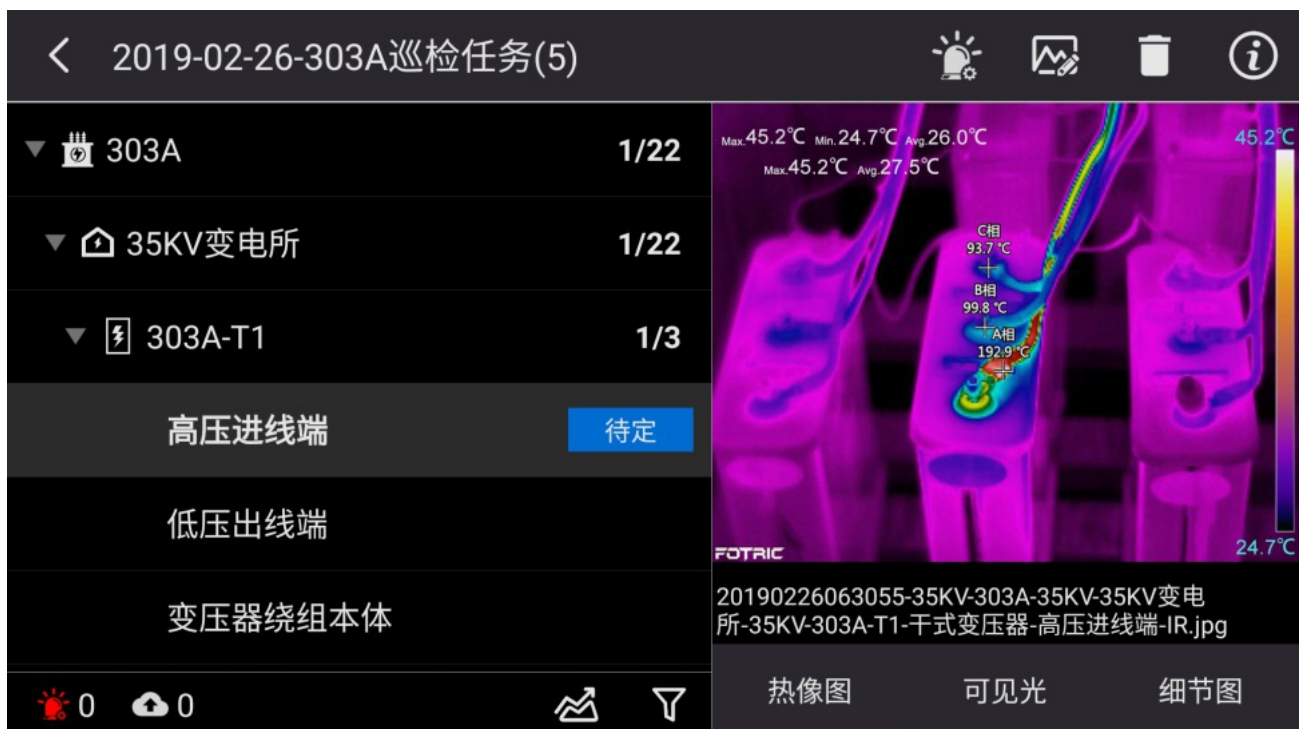 2019-02-26-303A巡检任务(5)
303A 1/22
35KV变电所 1/22
303A-T1 1/3
高压进线端 待定
低压出线端
变压器绕组本体
0 0
Max.45.2℃ Min.24.7℃ Avg.26.0℃
Max.45.2℃ Avg.27.5℃
45.2℃
C相
93.7 ℃
B相
99.8 ℃
A相
192.9 ℃
FOTRIC
24.7℃
20190226063055-35KV-303A-35KV-35KV变电
所-35KV-303A-T1-干式变压器-高压进线端-IR.jpg
热像图 可见光 细节图